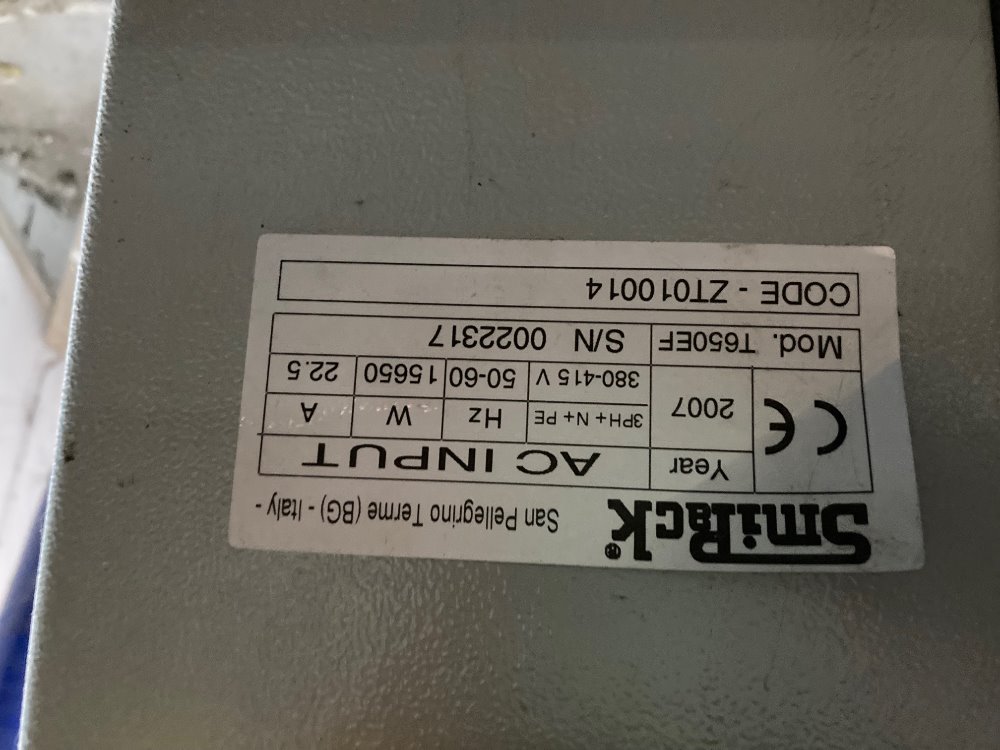 SmiPack® San Pellegrino Terme (BG) - Italy -
CE Year AC INPUT
2007 3PH + N + PE Hz W A
380-415 V 50-60 15650 22.5
Mod. T650EF S/N 0022317
CODE - ZT010014